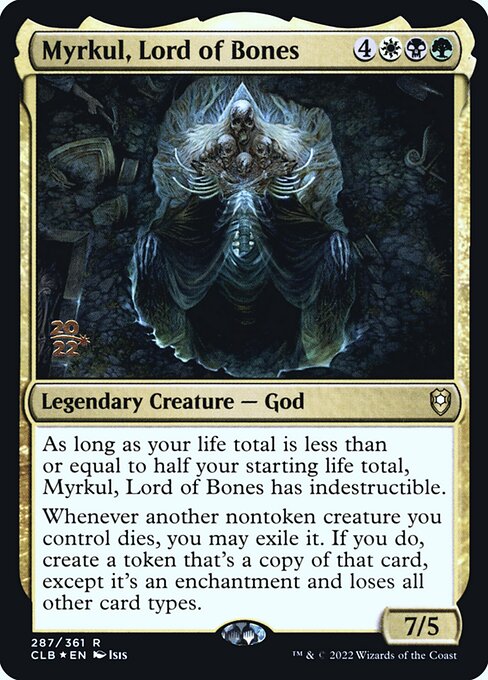 Myrkul, Lord of Bones 4
20
22
Legendary Creature — God
As long as your life total is less than
or equal to half your starting life total,
Myrkul, Lord of Bones has indestructible.
Whenever another nontoken creature you
control dies, you may exile it. If you do,
create a token that's a copy of that card,
except it's an enchantment and loses all
other card types.
7/5
287/361 R
CLB ★ EN Isis
™ & © 2022 Wizards of the Coast